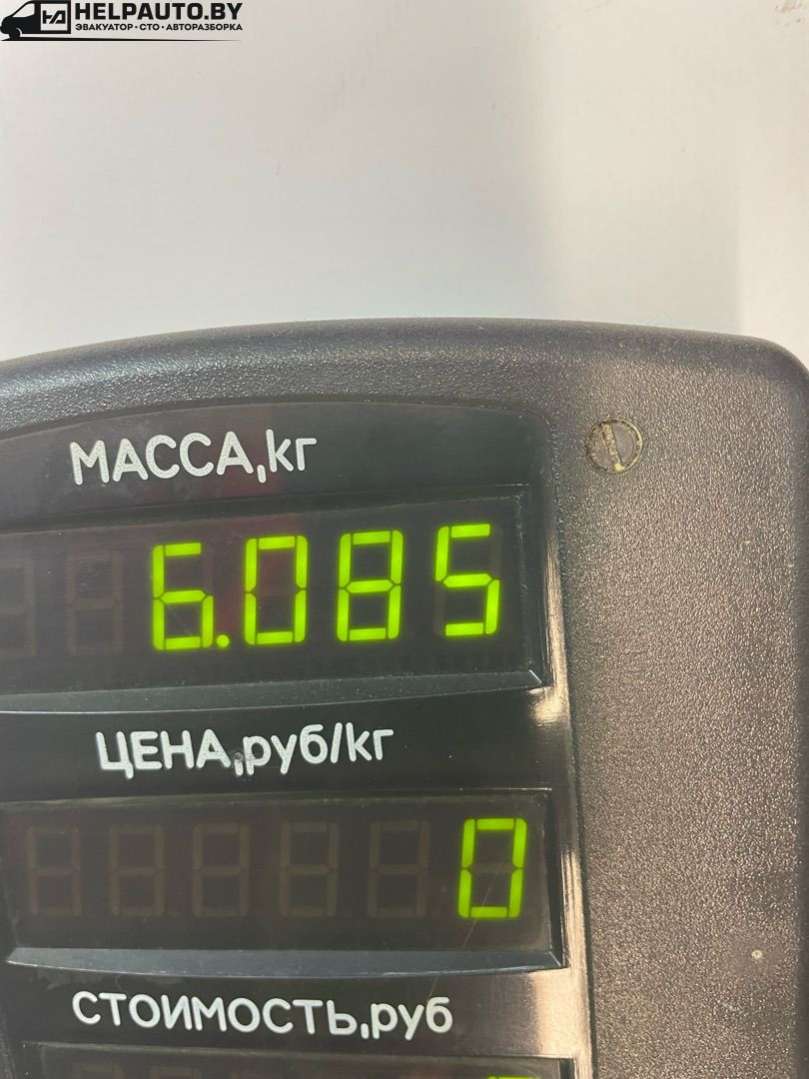 HELPAUTO.BY
ЭВАКУАТОР • СТО • АВТОРАЗБОРКА
МАССА,кг
6.085
ЦЕНА,руб/кг
0
СТОИМОСТЬ,руб